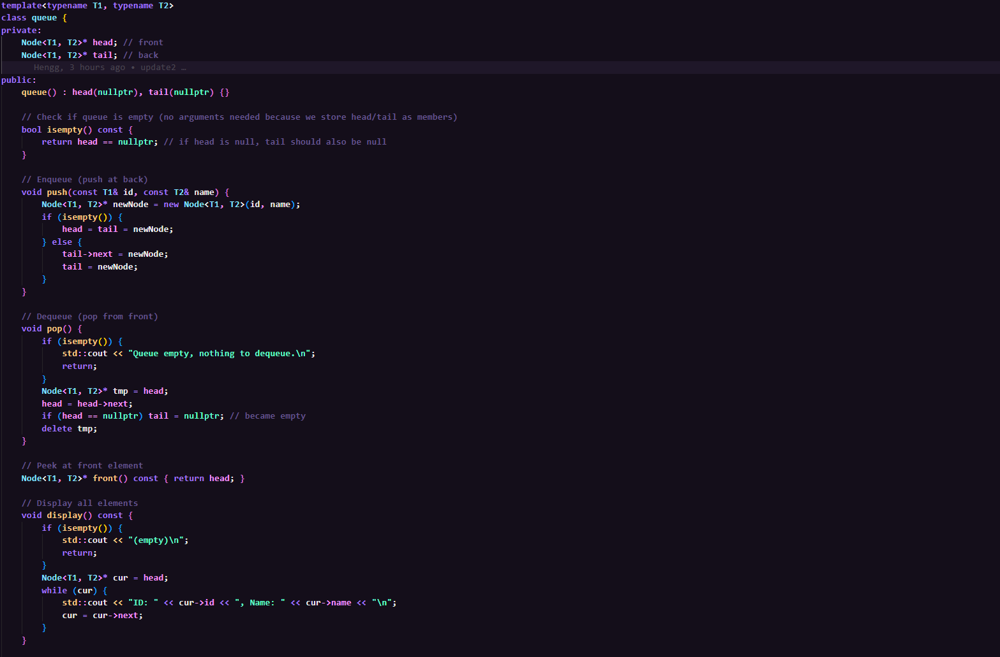 template<typename T1, typename T2>
class queue {
private:
    Node<T1, T2>* head; // front
    Node<T1, T2>* tail; // back
Hengg, 3 hours ago • update2 …
public:
    queue() : head(nullptr), tail(nullptr) {}
    // Check if queue is empty (no arguments needed because we store head/tail as members)
    bool isempty() const {
        return head == nullptr; // if head is null, tail should also be null
    }
    // Enqueue (push at back)
    void push(const T1& id, const T2& name) {
        Node<T1, T2>* newNode = new Node<T1, T2>(id, name);
        if (isempty()) {
            head = tail = newNode;
        } else {
            tail->next = newNode;
            tail = newNode;
        }
    }
    // Dequeue (pop from front)
    void pop() {
        if (isempty()) {
            std::cout << "Queue empty, nothing to dequeue.\n";
            return;
        }
        Node<T1, T2>* tmp = head;
        head = head->next;
        if (head == nullptr) tail = nullptr; // became empty
        delete tmp;
    }
    // Peek at front element
    Node<T1, T2>* front() const { return head; }
    // Display all elements
    void display() const {
        if (isempty()) {
            std::cout << "(empty)\n";
            return;
        }
        Node<T1, T2>* cur = head;
        while (cur) {
            std::cout << "ID: " << cur->id << ", Name: " << cur->name << "\n";
            cur = cur->next;
        }
    }